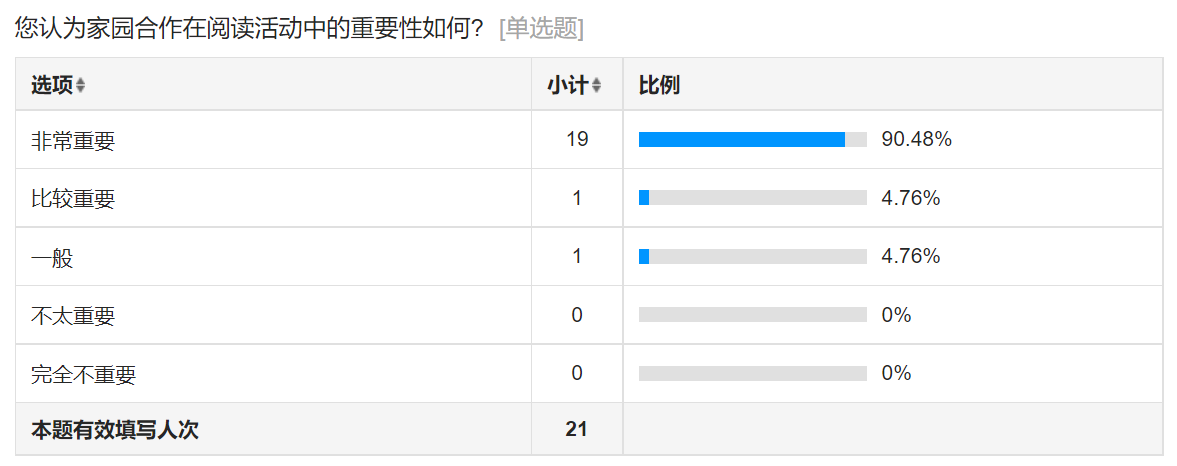 您认为家园合作在阅读活动中的重要性如何? [单选题]
选项 小计 比例
非常重要 19 90.48%
比较重要 1 4.76%
一般 1 4.76%
不太重要 0 0%
完全不重要 0 0%
本题有效填写人次 21